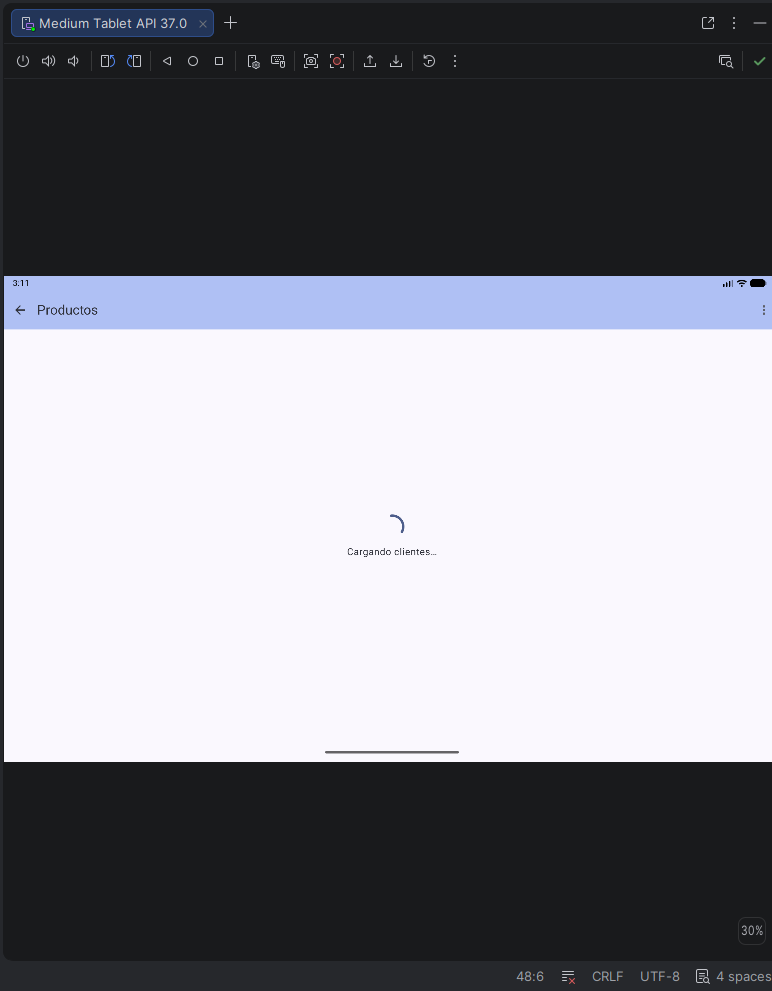 Medium Tablet API 37.0
3:11
Productos
Cargando clientes...
30%
48:6 CRLF UTF-8 4 spaces